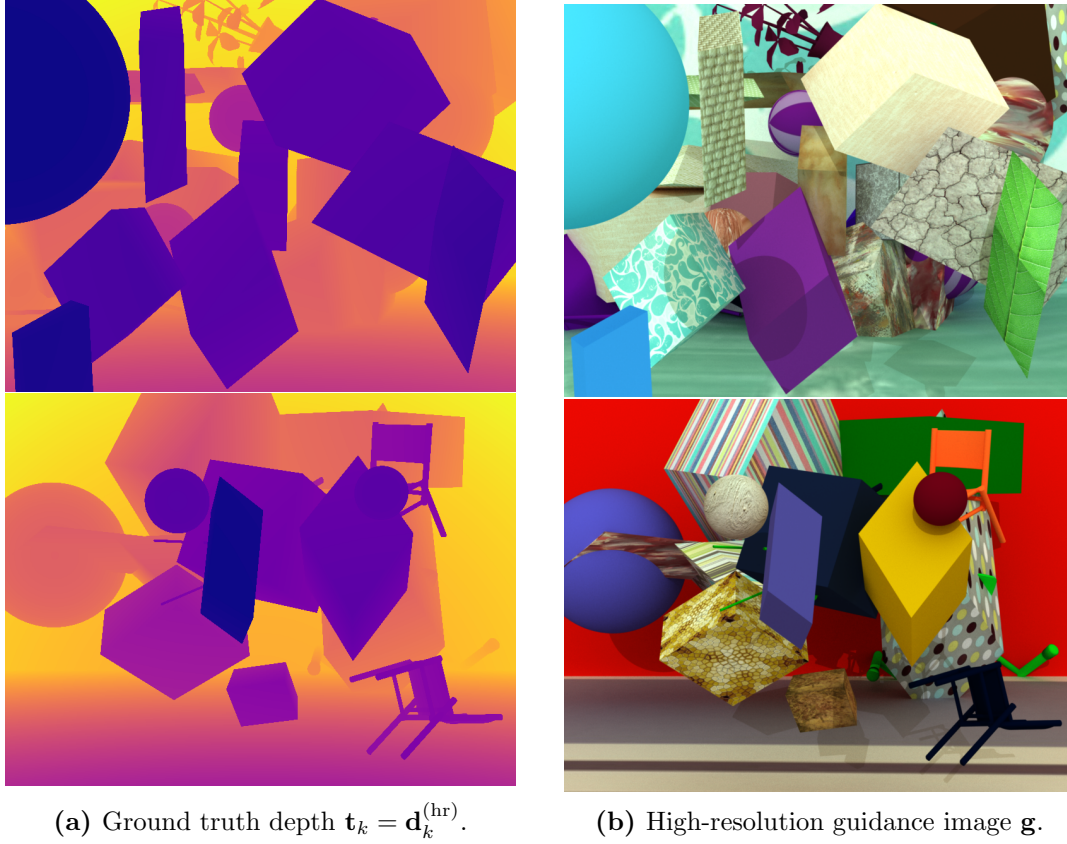 (a) Ground truth depth t_k = d_k^(hr).
(b) High-resolution guidance image g.